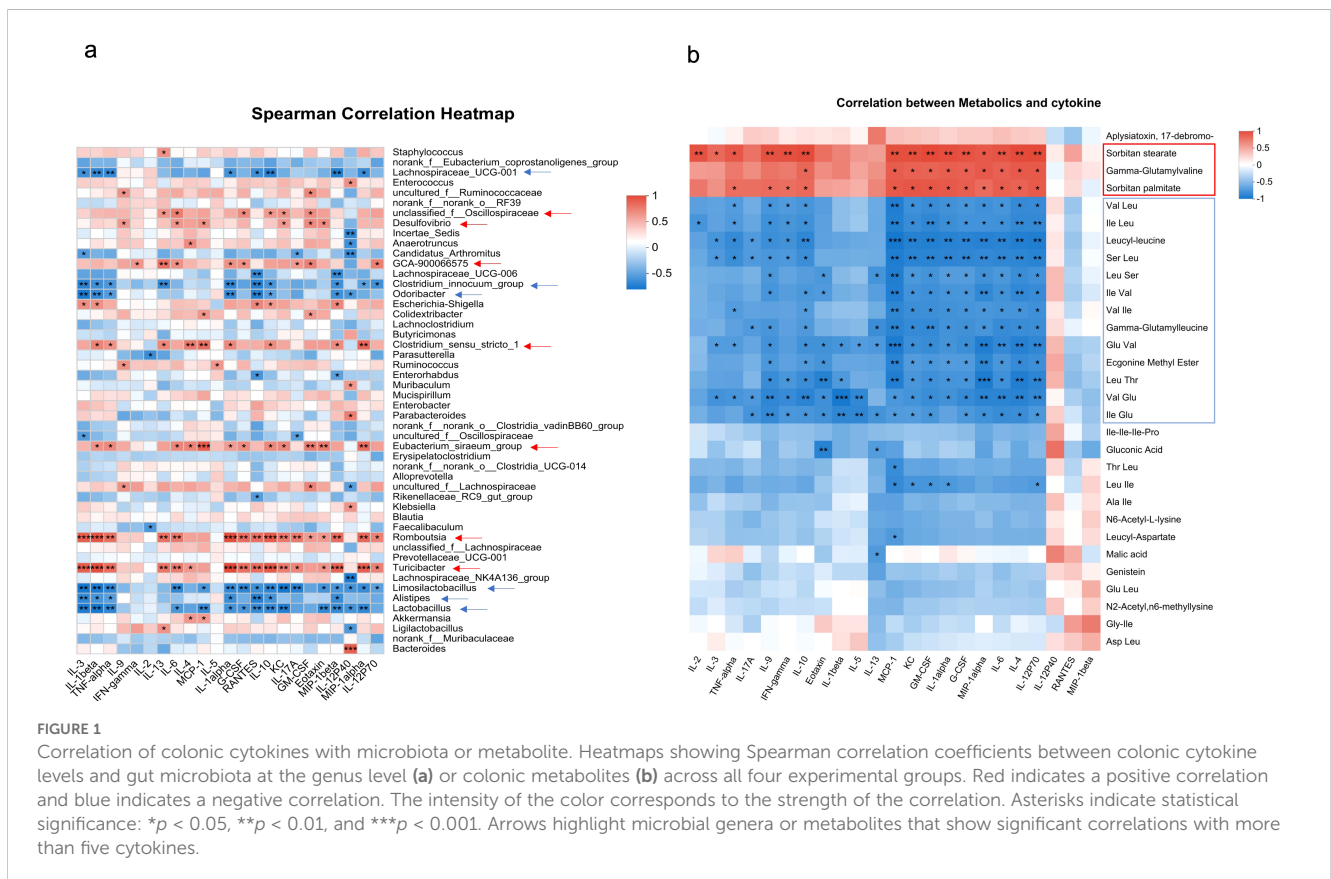 a
Spearman Correlation Heatmap
Staphylococcus
norank_f__Eubacterium_coprostanoligenes_group
Lachnospiraceae_UCG-001
Enterococcus
uncultured_f__Ruminococcaceae
norank_f__norank_o__RF39
unclassified_f__Oscillospiraceae
Desulfovibrio
Incertae_Sedis
Anaerotruncus
Candidatus_Arthromitus
GCA-900066575
Lachnospiraceae_UCG-006
Clostridium_innocuum_group
Odoribacter
Escherichia-Shigella
Colidextribacter
Lachnoclostridium
Butyricimonas
Clostridium_sensu_stricto_1
Parasutterella
Ruminococcus
Enterorhabdus
Muribaculum
Mucispirillum
Enterobacter
Parabacteroides
norank_f__norank_o__Clostridia_vadinBB60_group
uncultured_f__Oscillospiraceae
Eubacterium_siraeum_group
Erysipelatoclostridium
norank_f__norank_o__Clostridia_UCG-014
Alloprevotella
uncultured_f__Lachnospiraceae
Rikenellaceae_RC9_gut_group
Klebsiella
Blautia
Faecalibaculum
Romboutsia
unclassified_f__Lachnospiraceae
Prevotellaceae_UCG-001
Turicibacter
Lachnospiraceae_NK4A136_group
Limosilactobacillus
Alistipes
Lactobacillus
Akkermansia
Ligilactobacillus
norank_f__Muribaculaceae
Bacteroides
IL-3
IL-1beta
TNF-alpha
IL-9
IFN-gamma
IL-2
IL-13
IL-6
IL-4
MCP-1
IL-5
IL-1alpha
G-CSF
RANTES
IL-10
KC
IL-17A
GM-CSF
Eotaxin
MIP-1beta
IL-12P40
MIP-1alpha
IL-12P70
1
0.5
0
-0.5
b
Correlation between Metabolics and cytokine
Aplysiatoxin, 17-debromo-
Sorbitan stearate
Gamma-Glutamylvaline
Sorbitan palmitate
Val Leu
Ile Leu
Leucyl-leucine
Ser Leu
Leu Ser
Ile Val
Val Ile
Gamma-Glutamylleucine
Glu Val
Ecgonine Methyl Ester
Leu Thr
Val Glu
Ile Glu
Ile-Ile-Ile-Pro
Gluconic Acid
Thr Leu
Leu Ile
Ala Ile
N6-Acetyl-L-lysine
Leucyl-Aspartate
Malic acid
Genistein
Glu Leu
N2-Acetyl,n6-methyllysine
Gly-Ile
Asp Leu
IL-2
IL-3
TNF-alpha
IL-17A
IL-9
IFN-gamma
IL-10
Eotaxin
IL-1beta
IL-5
IL-13
MCP-1
KC
GM-CSF
IL-1alpha
G-CSF
MIP-1alpha
IL-6
IL-4
IL-12P70
IL-12P40
RANTES
MIP-1beta
1
0.5
0
-0.5
-1
FIGURE 1
Correlation of colonic cytokines with microbiota or metabolite. Heatmaps showing Spearman correlation coefficients between colonic cytokine
levels and gut microbiota at the genus level (a) or colonic metabolites (b) across all four experimental groups. Red indicates a positive correlation
and blue indicates a negative correlation. The intensity of the color corresponds to the strength of the correlation. Asterisks indicate statistical
significance: *p < 0.05, **p < 0.01, and ***p < 0.001. Arrows highlight microbial genera or metabolites that show significant correlations with more
than five cytokines.